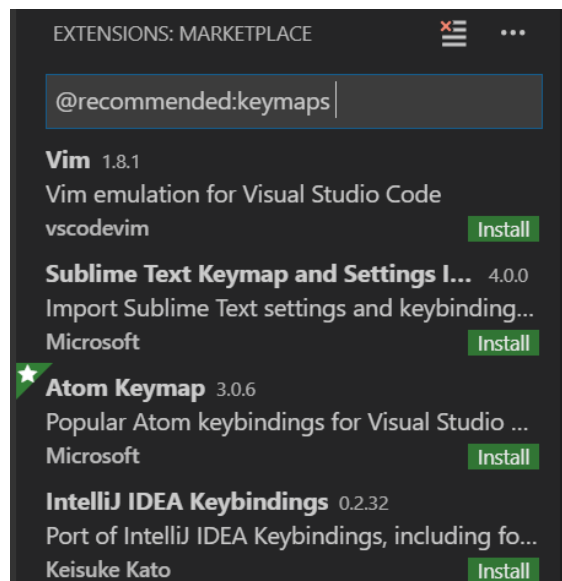 EXTENSIONS: MARKETPLACE
@recommended:keymaps
Vim 1.8.1
Vim emulation for Visual Studio Code
vscodevim Install
Sublime Text Keymap and Settings I... 4.0.0
Import Sublime Text settings and keybinding...
Microsoft Install
Atom Keymap 3.0.6
Popular Atom keybindings for Visual Studio ...
Microsoft Install
IntelliJ IDEA Keybindings 0.2.32
Port of IntelliJ IDEA Keybindings, including fo...
Keisuke Kato Install